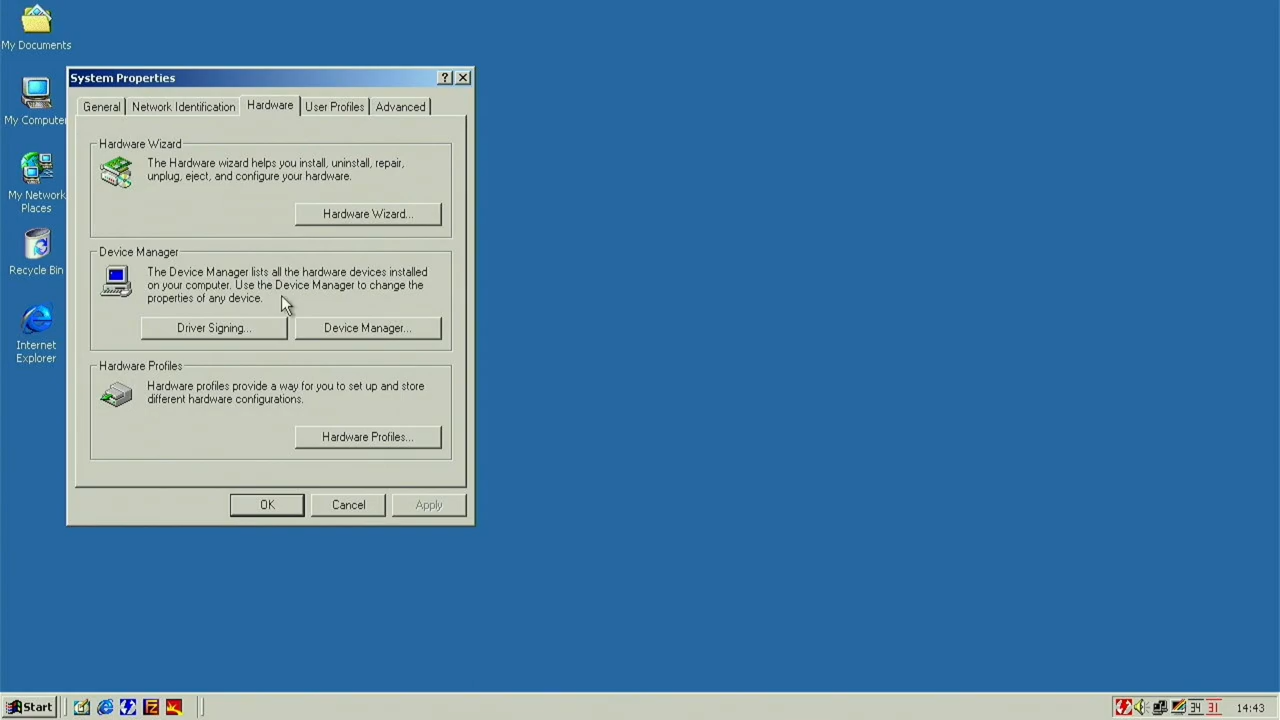 My Documents
My Compute
My Network
Places
Recycle Bin
Internet
Explorer
System Properties
General
Network Identification
Hardware
User Profiles
Advanced
Hardware Wizard
The Hardware wizard helps you install, uninstall, repair,
unplug, eject, and configure your hardware.
Hardware Wizard...
Device Manager
The Device Manager lists all the hardware devices installed
on your computer. Use the Device Manager to change the
properties of any device.
Driver Signing...
Device Manager...
Hardware Profiles
Hardware profiles provide a way for you to set up and store
different hardware configurations.
Hardware Profiles...
OK
Cancel
Apply
Start
34
31
14:43